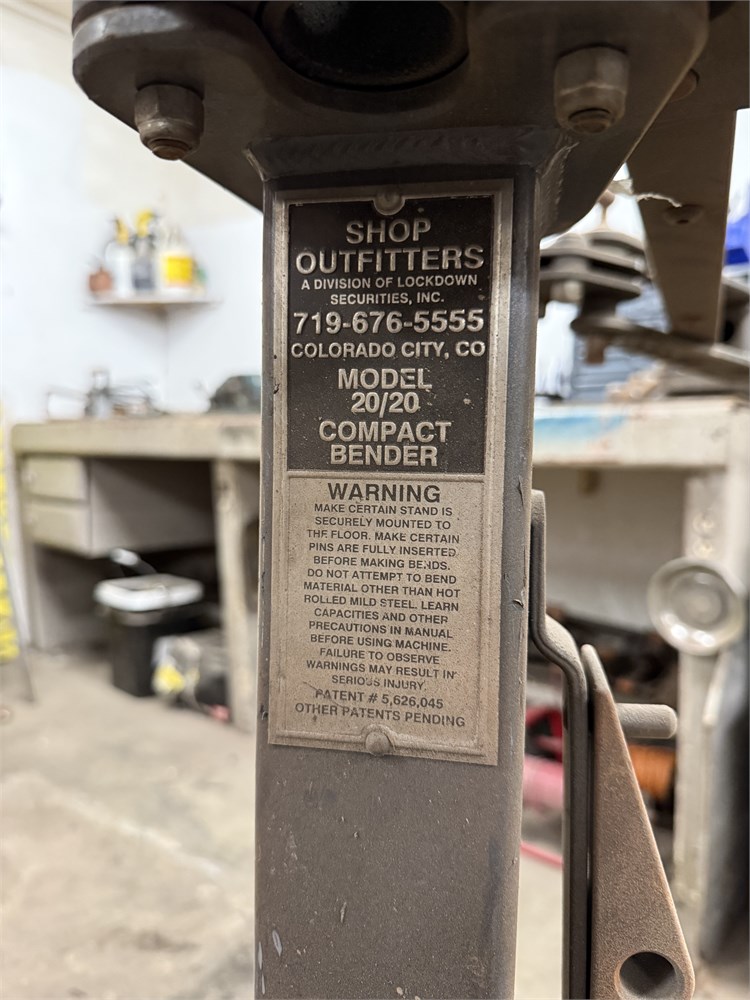 SHOP
OUTFITTERS
A DIVISION OF LOCKDOWN
SECURITIES, INC.
719-676-5555
COLORADO CITY, CO
MODEL
20/20
COMPACT
BENDER
WARNING
MAKE CERTAIN STAND IS
SECURELY MOUNTED TO
THE FLOOR. MAKE CERTAIN
PINS ARE FULLY INSERTED
BEFORE MAKING BENDS.
DO NOT ATTEMPT TO BEND
MATERIAL OTHER THAN HOT
ROLLED MILD STEEL. LEARN
CAPACITIES AND OTHER
PRECAUTIONS IN MANUAL
BEFORE USING MACHINE.
FAILURE TO OBSERVE
WARNINGS MAY RESULT IN
SERIOUS INJURY.
PATENT # 5,626,045
OTHER PATENTS PENDING